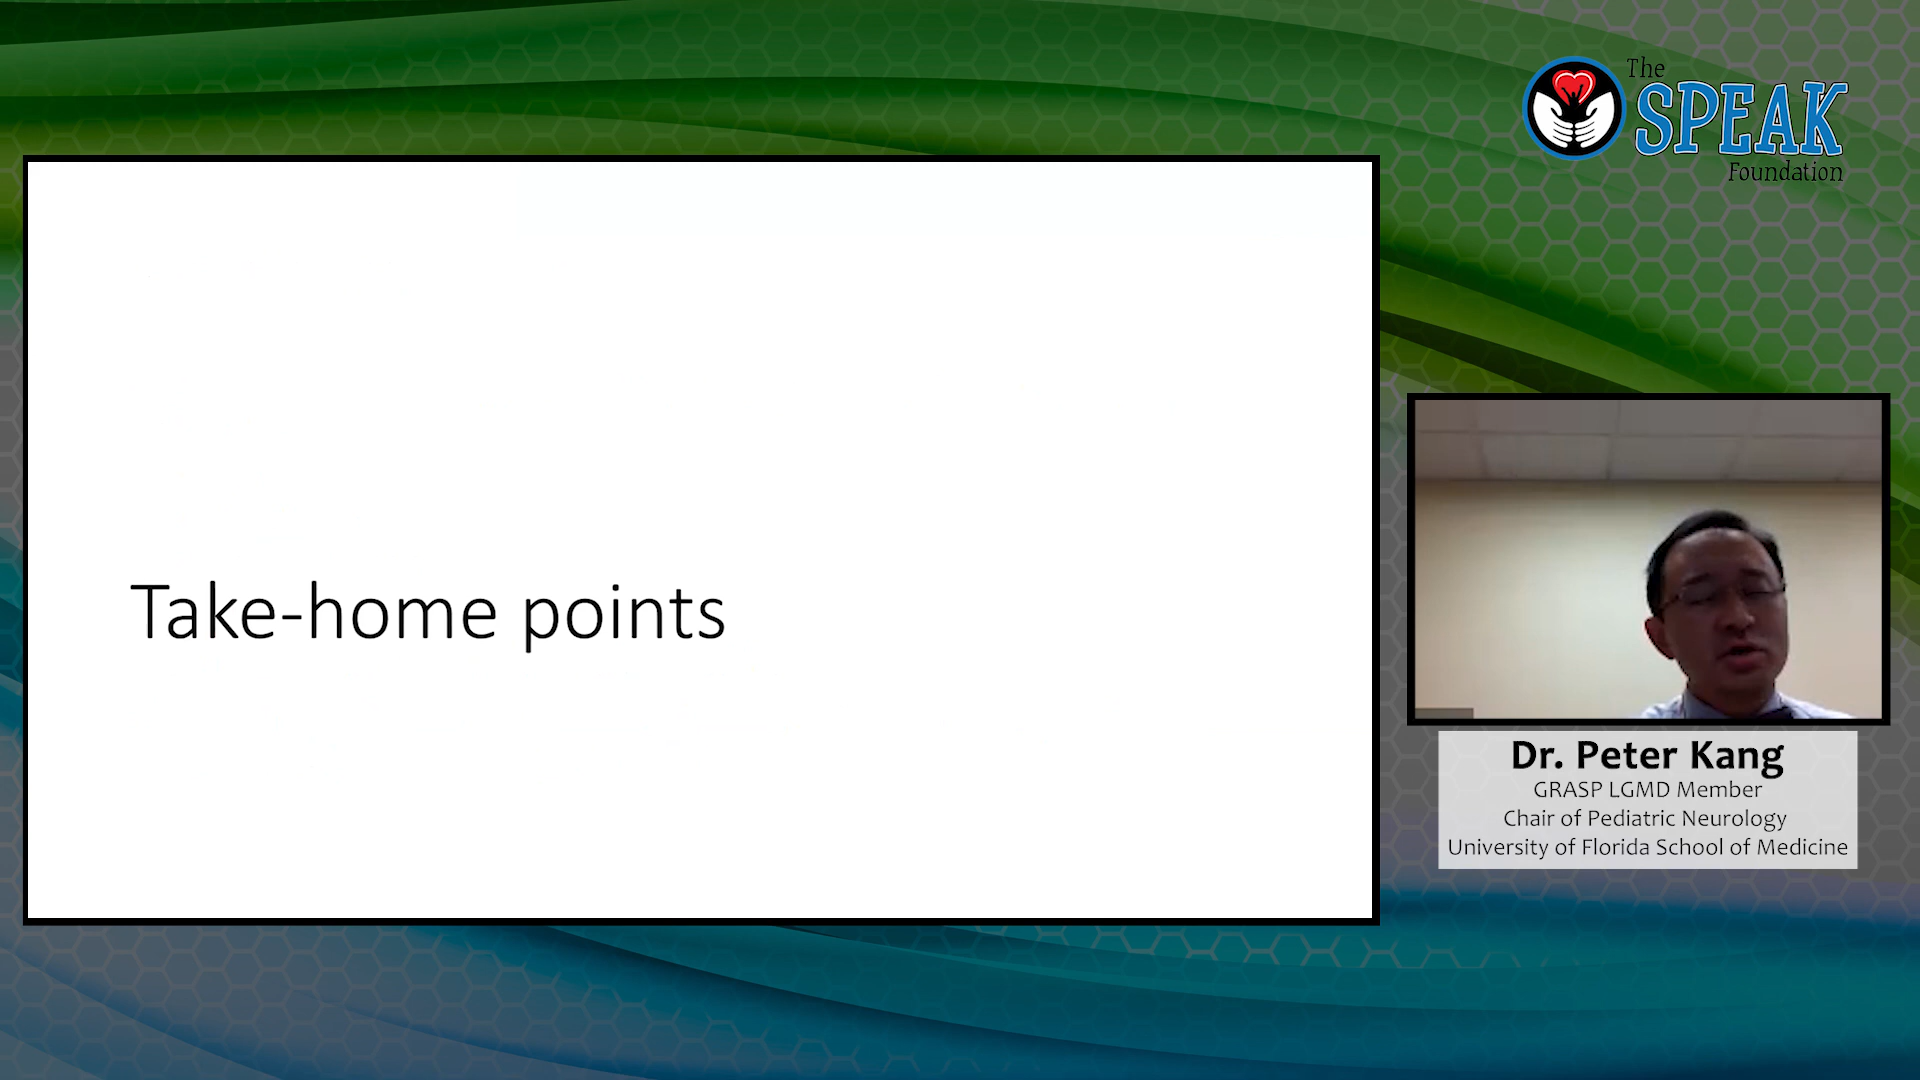 The
SPEAK
Foundation
Take-home points
Dr. Peter Kang
GRASP LGMD Member
Chair of Pediatric Neurology
University of Florida School of Medicine